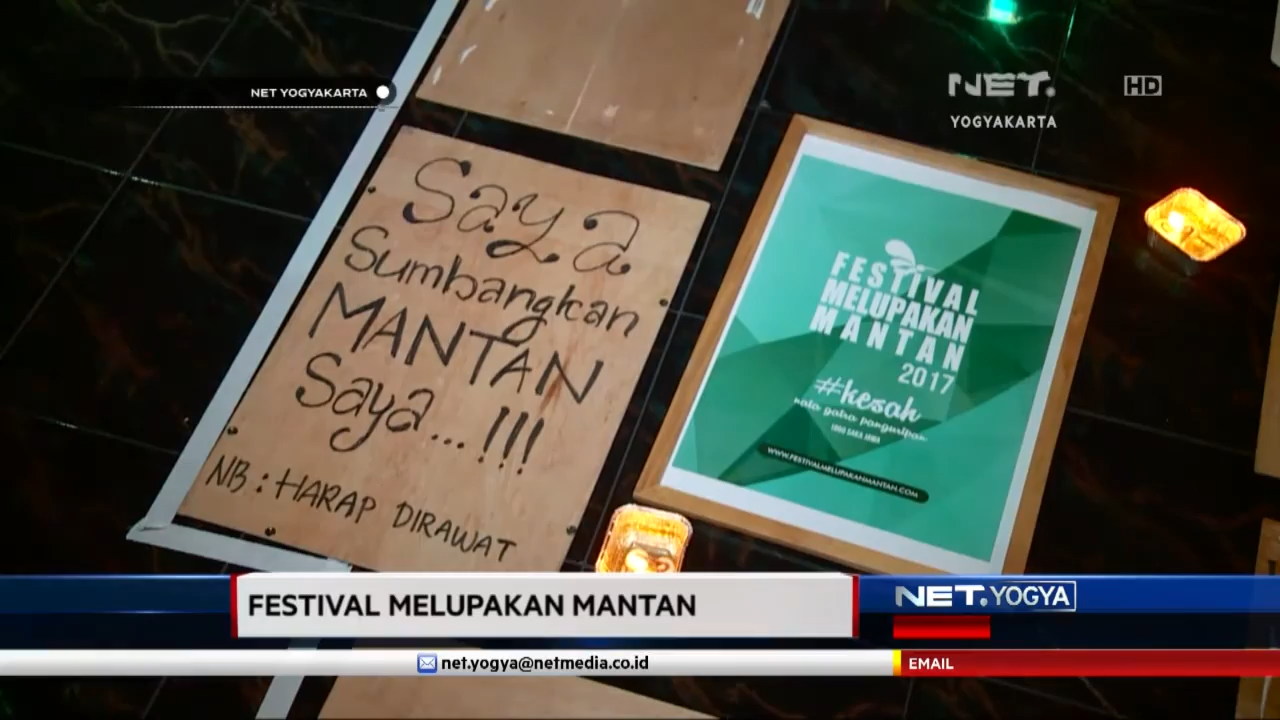 NET YOGYAKARTA
NET.
HD
YOGYAKARTA
Saya
Sumbangkan
MANTAN
Saya...!!!
NB : HARAP DIRAWAT
FESTIVAL
MELUPAKAN
MANTAN
2017
#kesah
WWW.FESTIVALMELUPAKANMANTAN.COM
FESTIVAL MELUPAKAN MANTAN
NET. YOGYA
net.yogya@netmedia.co.id
EMAIL